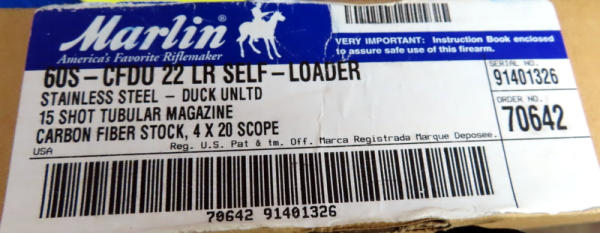 Marlin
America's Favorite Riflemaker
VERY IMPORTANT: Instruction Book enclosed
to assure safe use of this firearm.
60S-CFDU 22 LR SELF-LOADER
STAINLESS STEEL - DUCK UNLTD
15 SHOT TUBULAR MAGAZINE
CARBON FIBER STOCK, 4 X 20 SCOPE
SERIAL NO.
91401326
ORDER NO.
70642
USA
Reg. U.S. Pat & tm. Off. Marca Registrada Marque Deposee.
70642 91401326